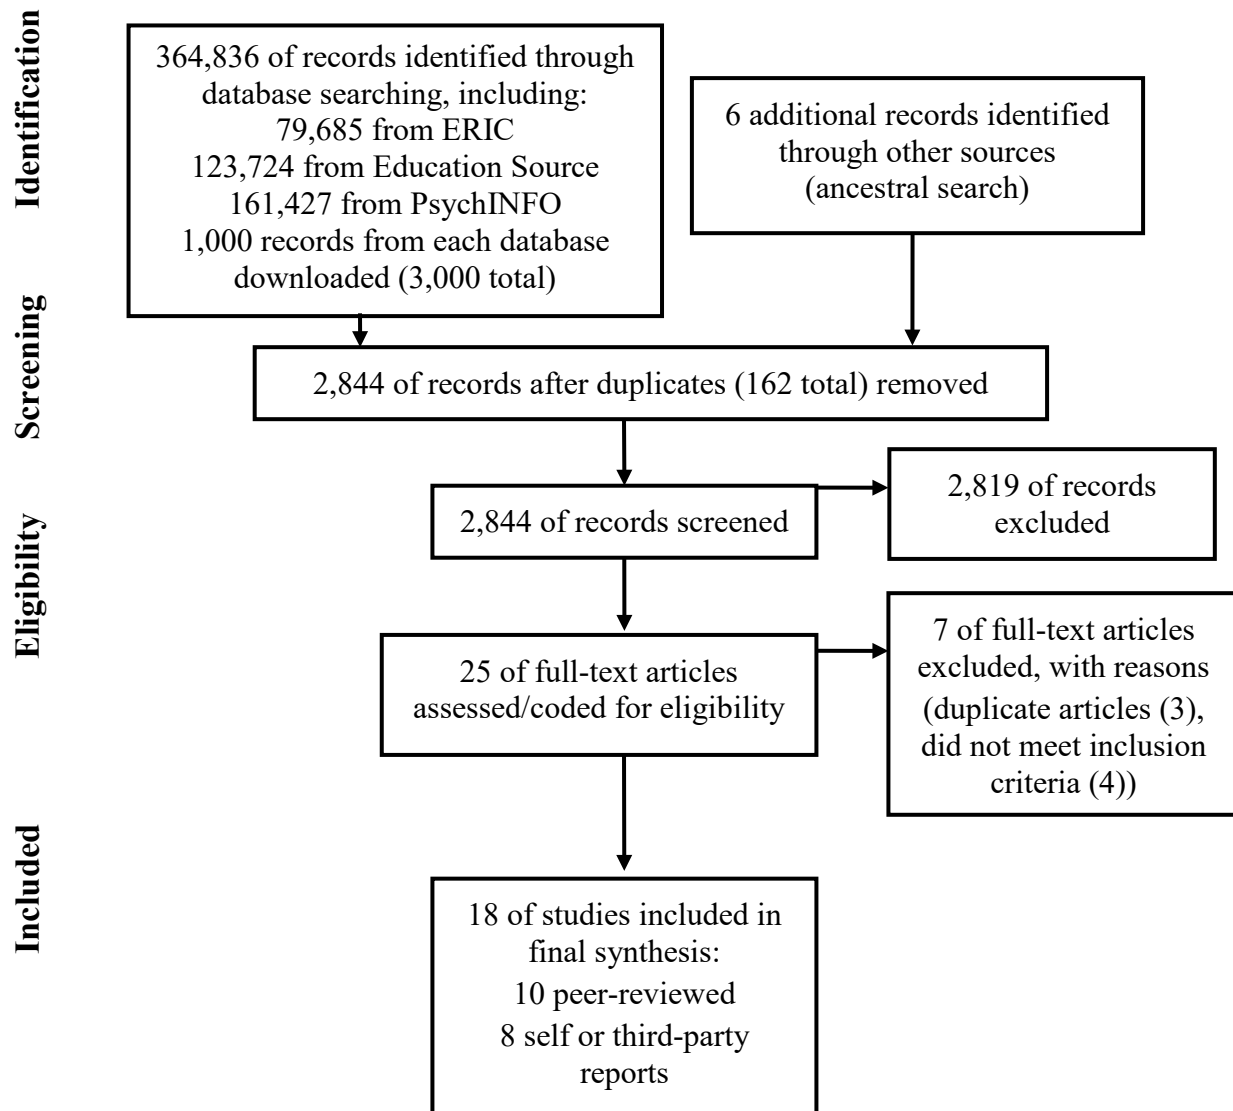 Identification
364,836 of records identified through
database searching, including:
79,685 from ERIC
123,724 from Education Source
161,427 from PsychINFO
1,000 records from each database
downloaded (3,000 total)
6 additional records identified
through other sources
(ancestral search)
Screening
2,844 of records after duplicates (162 total) removed
2,844 of records screened
2,819 of records
excluded
Eligibility
25 of full-text articles
assessed/coded for eligibility
7 of full-text articles
excluded, with reasons
(duplicate articles (3),
did not meet inclusion
criteria (4))
Included
18 of studies included in
final synthesis:
10 peer-reviewed
8 self or third-party
reports